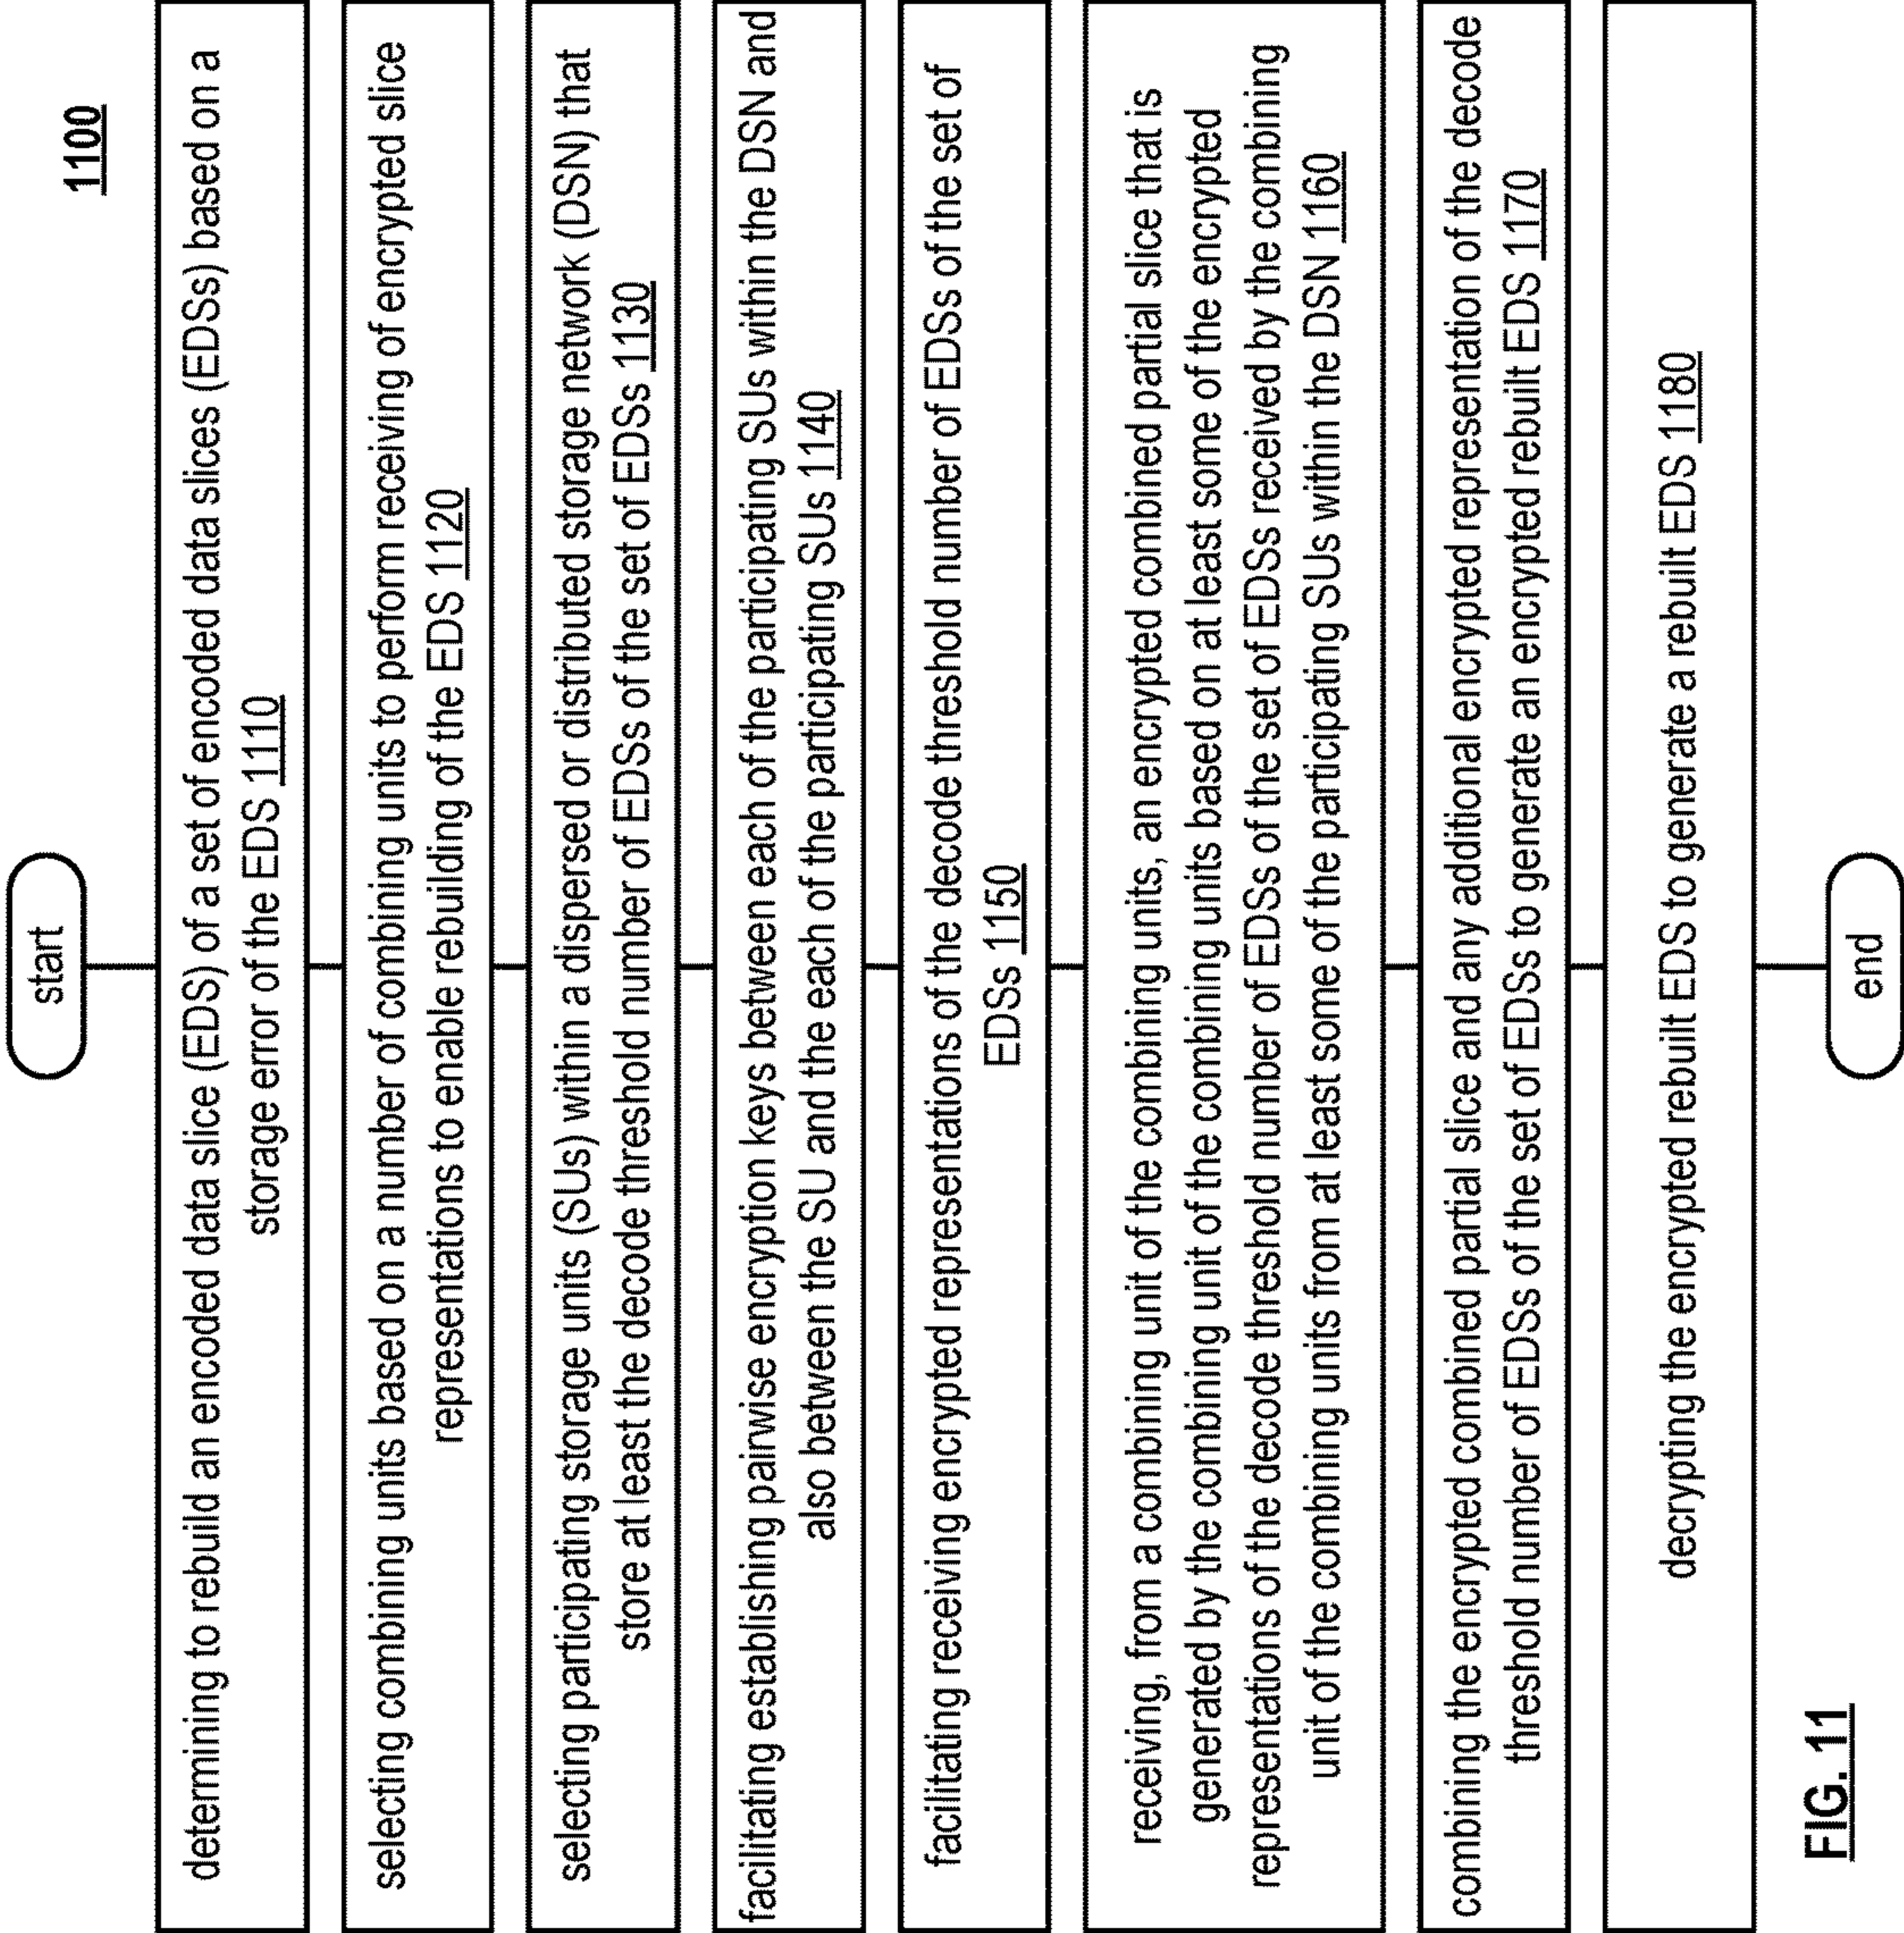 1100
start
determining to rebuild an encoded data slice (EDS) of a set of encoded data slices (EDSs) based on a
storage error of the EDS 1110
selecting combining units based on a number of combining units to perform receiving of encrypted slice
representations to enable rebuilding of the EDS 1120
selecting participating storage units (SUs) within a dispersed or distributed storage network (DSN) that
store at least the decode threshold number of EDSs of the set of EDSs 1130
facilitating establishing pairwise encryption keys between each of the participating SUs within the DSN and
also between the SU and the each of the participating SUs 1140
facilitating receiving encrypted representations of the decode threshold number of EDSs of the set of
EDSs 1150
receiving, from a combining unit of the combining units, an encrypted combined partial slice that is
generated by the combining unit of the combining units based on at least some of the encrypted
representations of the decode threshold number of EDSs of the set of EDSs received by the combining
unit of the combining units from at least some of the participating SUs within the DSN 1160
combining the encrypted combined partial slice and any additional encrypted representation of the decode
threshold number of EDSs of the set of EDSs to generate an encrypted rebuilt EDS 1170
decrypting the encrypted rebuilt EDS to generate a rebuilt EDS 1180
end
FIG. 11